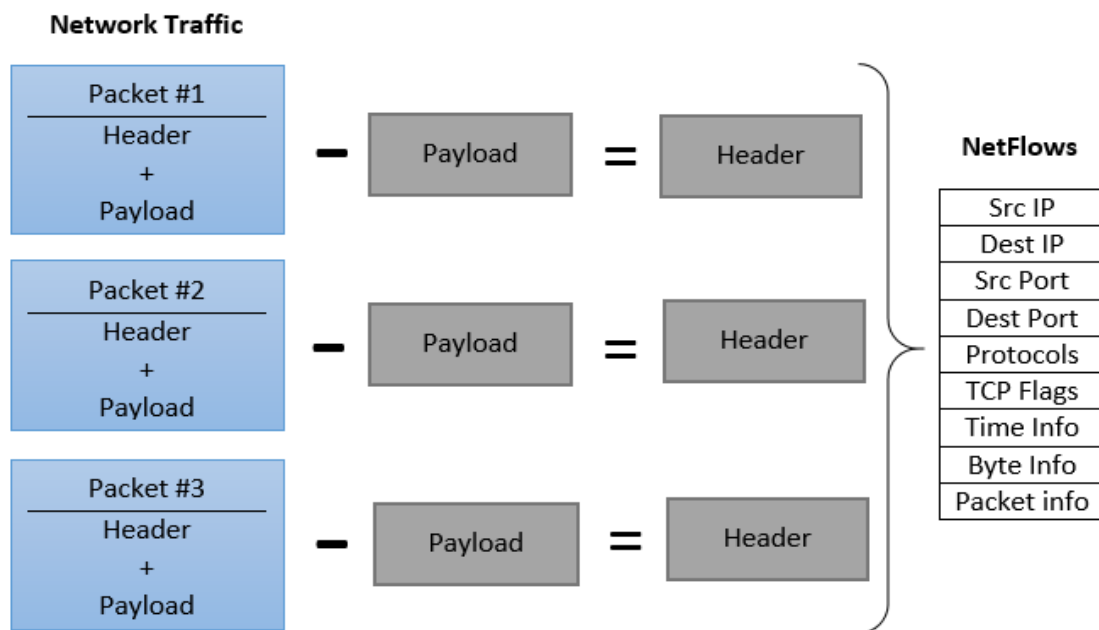 Network Traffic
Packet #1
Header
+
Payload
−
Payload
=
Header
Packet #2
Header
+
Payload
−
Payload
=
Header
Packet #3
Header
+
Payload
−
Payload
=
Header
NetFlows
Src IP
Dest IP
Src Port
Dest Port
Protocols
TCP Flags
Time Info
Byte Info
Packet info